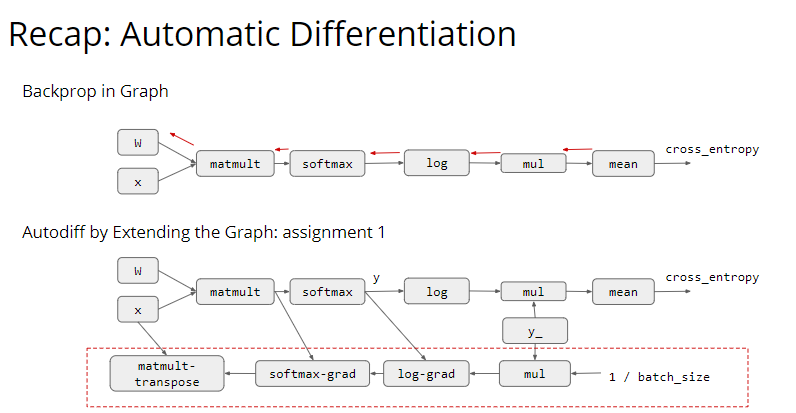 Recap: Automatic Differentiation
Backprop in Graph
W
x
matmult
softmax
log
mul
mean
cross_entropy
Autodiff by Extending the Graph: assignment 1
W
x
matmult
softmax
y
log
mul
mean
cross_entropy
y_
matmult-
transpose
softmax-grad
log-grad
mul
1 / batch_size